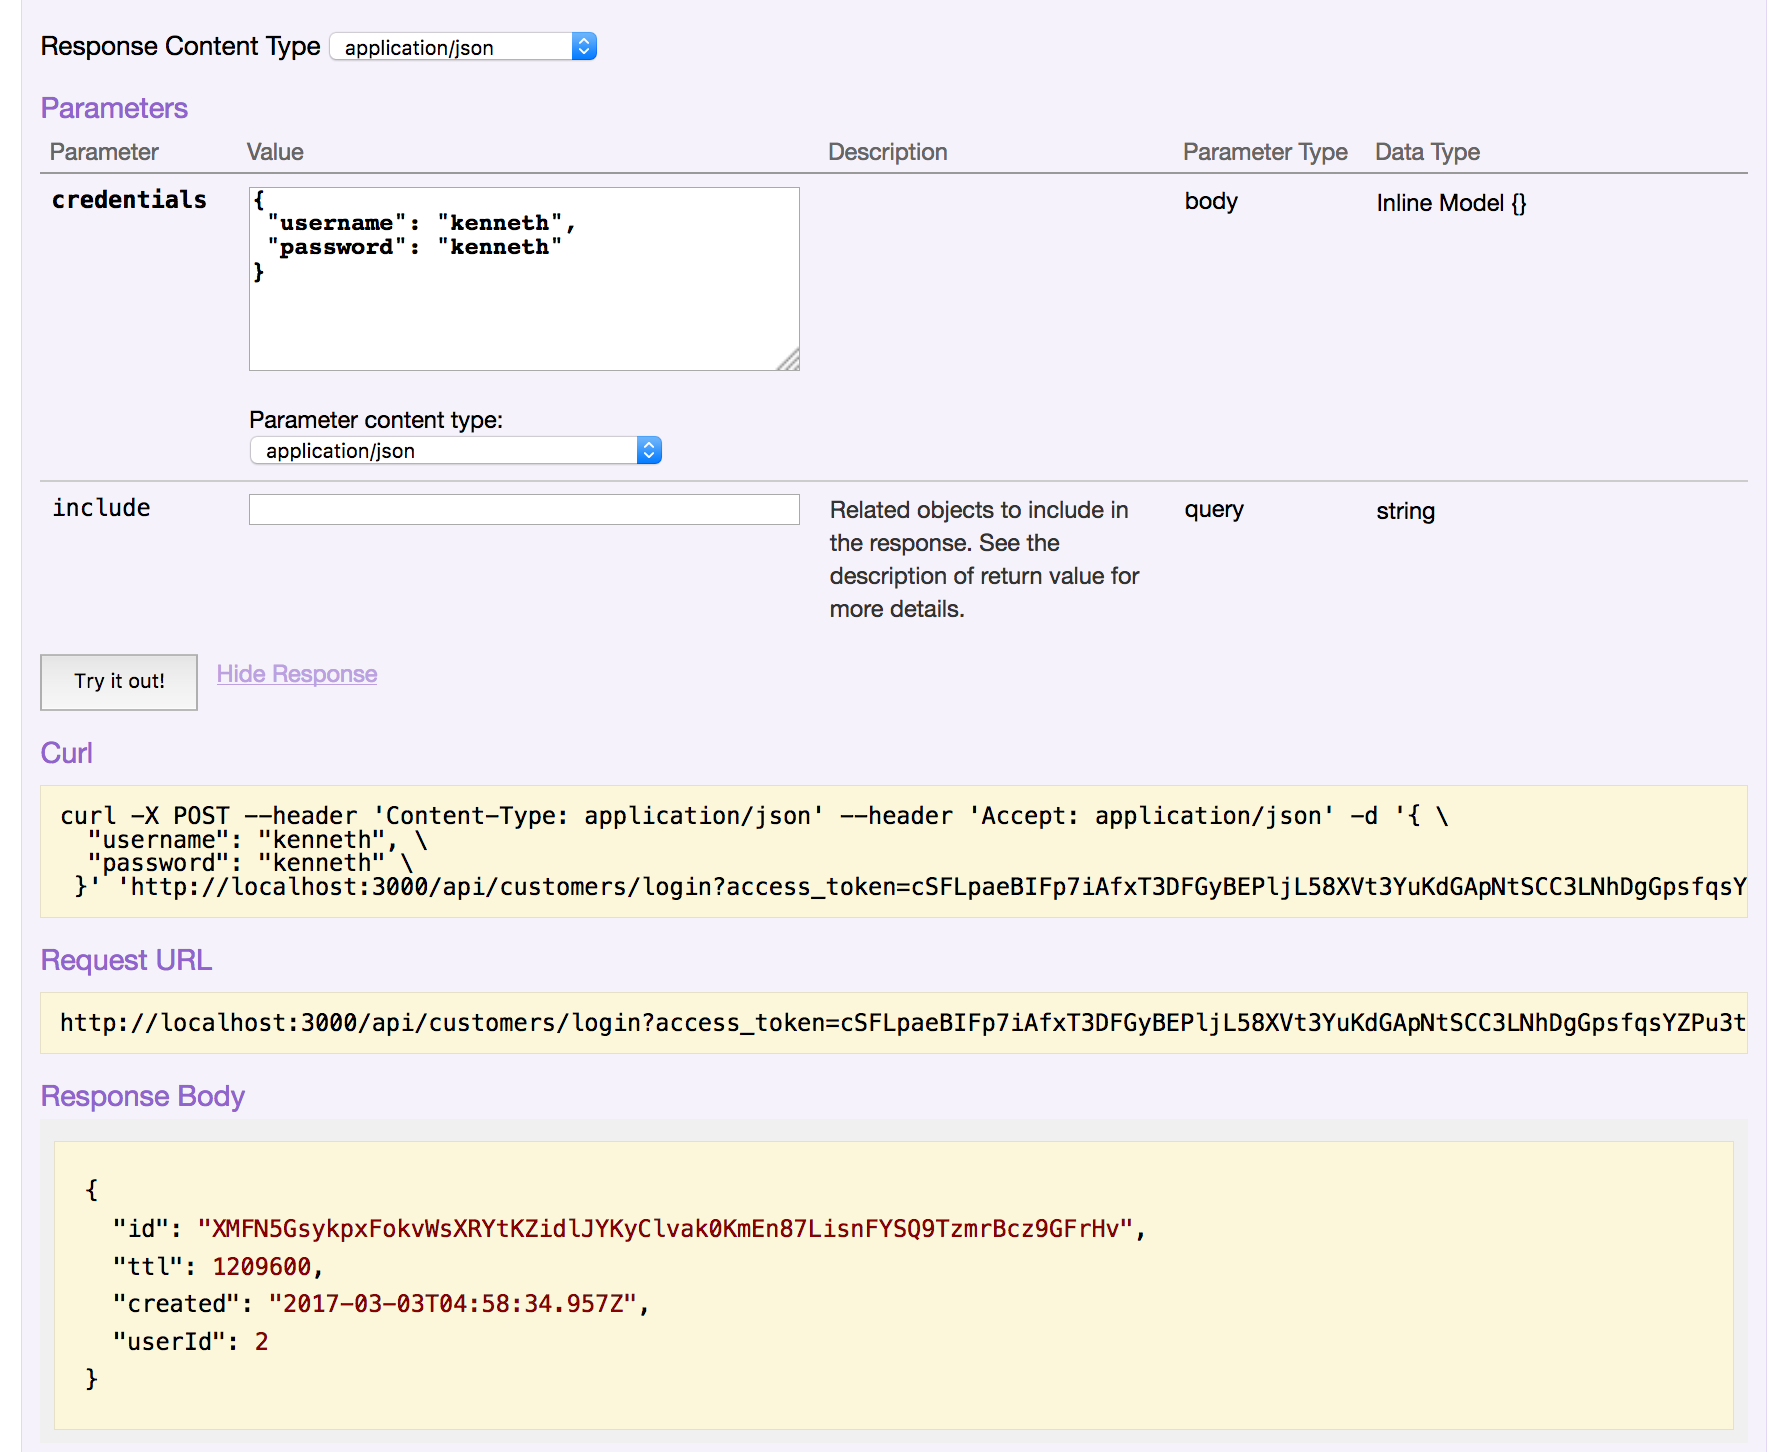 Response Content Type application/json
Parameters
Parameter Value Description Parameter Type Data Type
credentials
{
"username": "kenneth",
"password": "kenneth"
}
body Inline Model {}
Parameter content type:
application/json
include
Related objects to include in
the response. See the
description of return value for
more details.
query string
Try it out! Hide Response
Curl
curl -X POST --header 'Content-Type: application/json' --header 'Accept: application/json' -d '{ \
"username": "kenneth", \
"password": "kenneth" \
}' 'http://localhost:3000/api/customers/login?access_token=cSFLpaeBIFp7iAfxT3DFGyBEPljL58XVt3YuKdGApNtSCC3LNhDgGpsfqsY
Request URL
http://localhost:3000/api/customers/login?access_token=cSFLpaeBIFp7iAfxT3DFGyBEPljL58XVt3YuKdGApNtSCC3LNhDgGpsfqsYZPu3t
Response Body
{
"id": "XMFN5GsykpxFokvWsXRYtKZidlJYKyClvak0KmEn87LisnFYSQ9TzmrBcz9GFrHv",
"ttl": 1209600,
"created": "2017-03-03T04:58:34.957Z",
"userId": 2
}